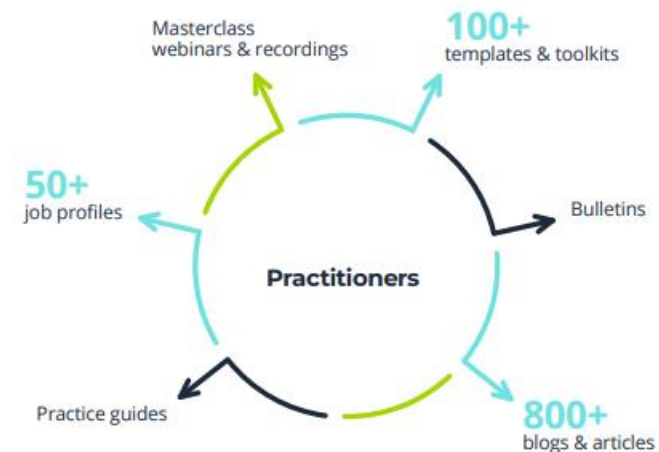 Masterclass
webinars & recordings
100+
templates & toolkits
50+
job profiles
Bulletins
Practitioners
Practice guides
800+
blogs & articles